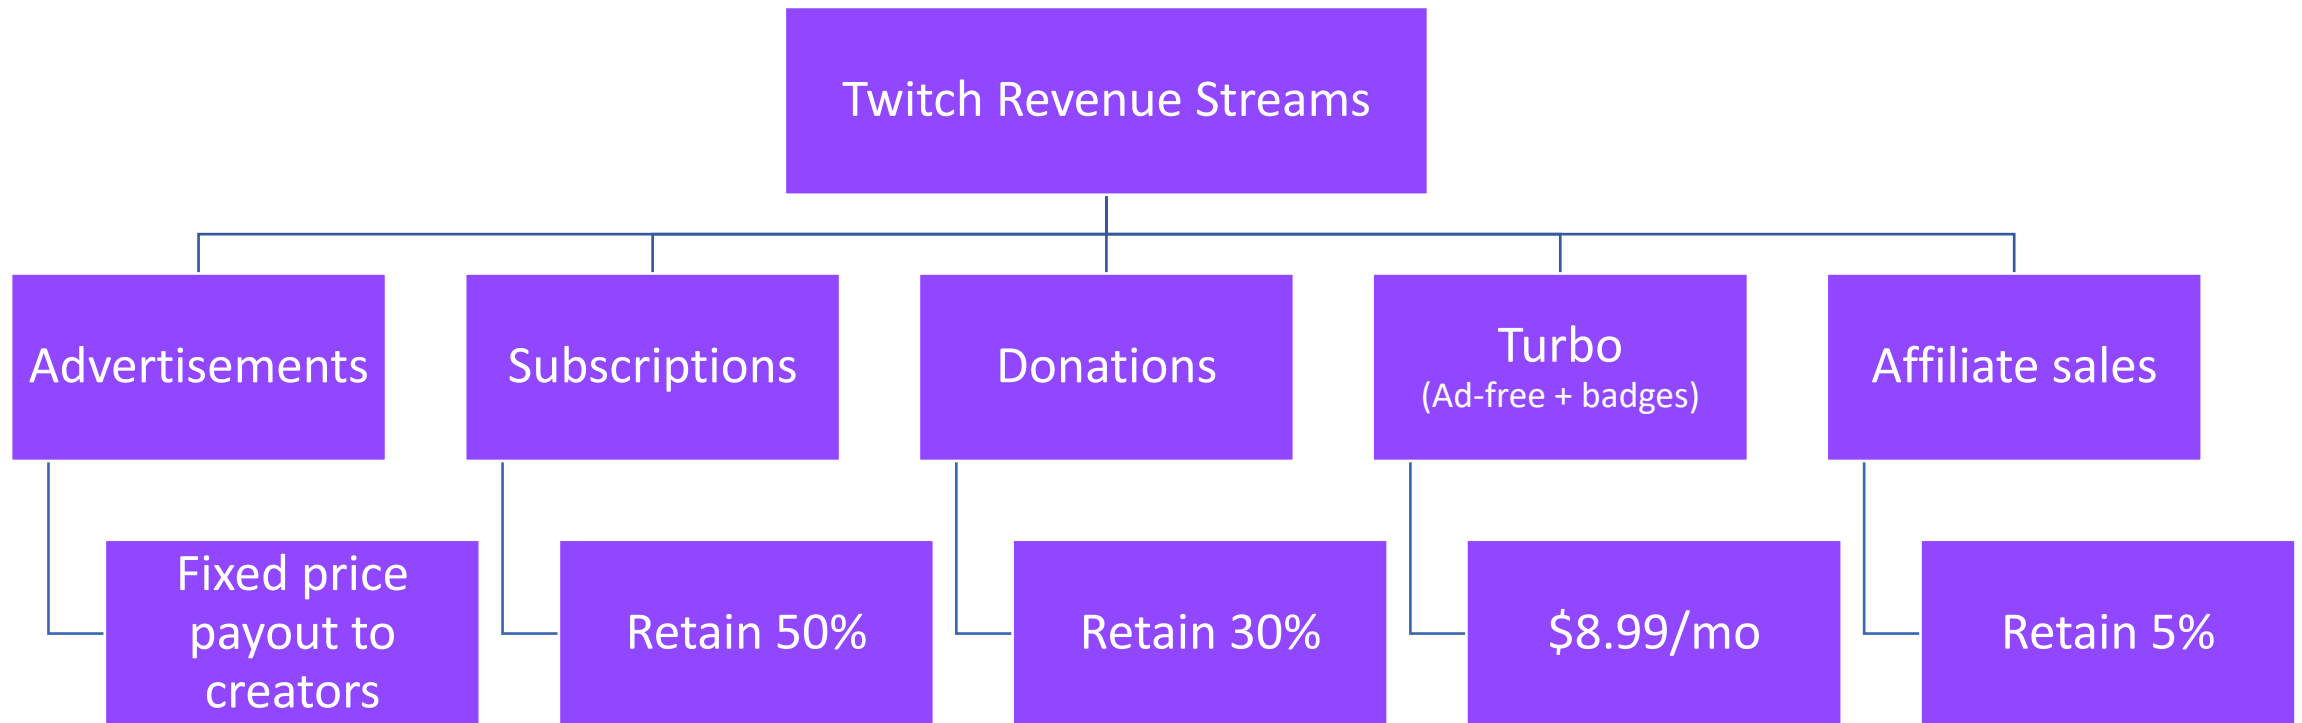 Twitch Revenue Streams
Advertisements
Subscriptions
Donations
Turbo
(Ad-free + badges)
Affiliate sales
Fixed price
payout to
creators
Retain 50%
Retain 30%
$8.99/mo
Retain 5%